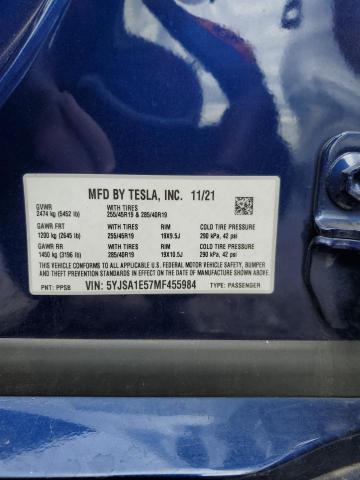 MFD BY TESLA, INC. 11/21
GVWR WITH TIRES
2474 kg (5452 lb) 255/45R19 & 285/40R19
GAWR FRT WITH TIRES RIM COLD TIRE PRESSURE
1200 kg (2645 lb) 255/45R19 19X9.5J 290 kPa, 42 psi
GAWR RR WITH TIRES RIM COLD TIRE PRESSURE
1450 kg (3196 lb) 285/40R19 19X10.5J 290 kPa, 42 psi
THIS VEHICLE CONFORMS TO ALL APPLICABLE U.S. FEDERAL MOTOR VEHICLE SAFETY, BUMPER
AND THEFT PREVENTION STANDARDS IN EFFECT ON THE DATE OF MANUFACTURE SHOWN ABOVE
PNT: PPSB VIN: 5YJSA1E57MF455984 TYPE: PASSENGER